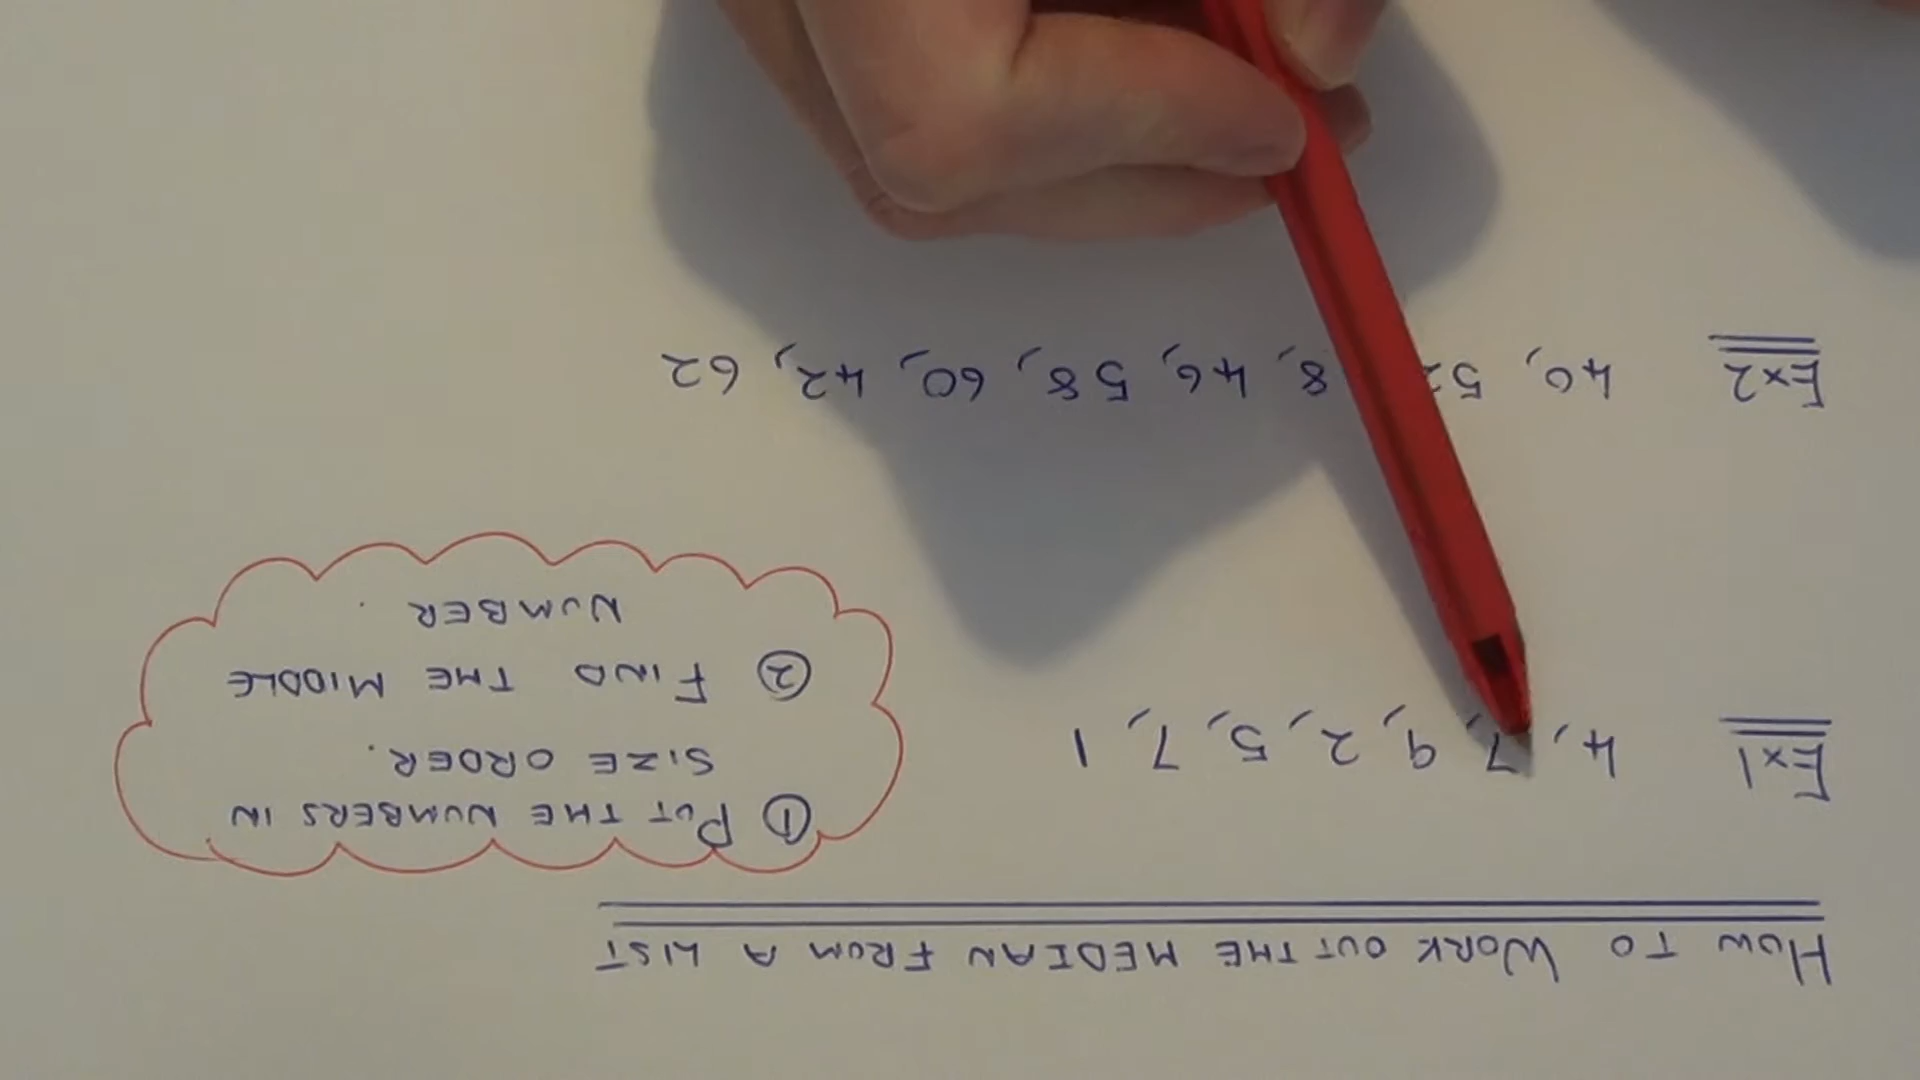 HOW TO WORK OUT THE MEDIAN FROM A LIST
Ex1 4, 7, 9, 2, 5, 7, 1
① PUT THE NUMBERS IN
SIZE ORDER.
② FIND THE MIDDLE
NUMBER.
Ex2 40, 46, 58, 60, 42, 62